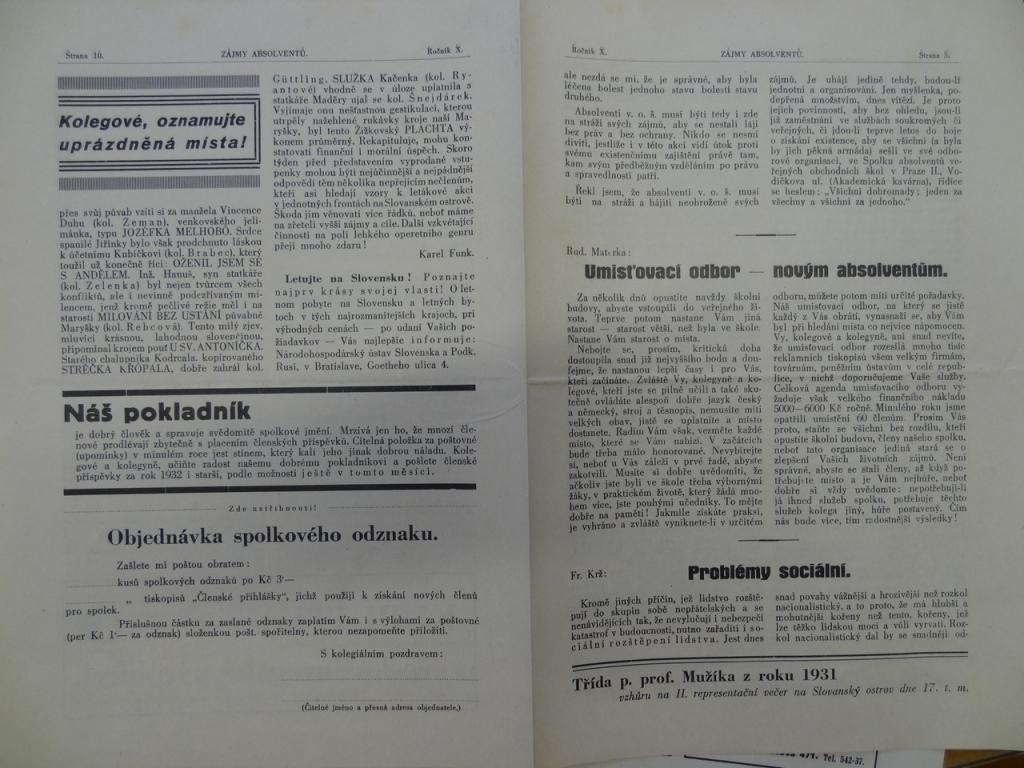 Strana 10.
ZÁJMY ABSOLVENTŮ.
Ročník X.
Kolegové, oznamujte
uprázdněná místa!
přes svůj půvab vzíti si za manžela Vincence
Duhu (kol. Zeman), venkovského jeli-
mánka, typu JOZEFKA MELHOBO. Srdce
spanilé Jiřinky bylo však prodchnuto láskou
k účetnímu Kubíčkovi (kol. Brabec), který
toužil už konečně říci: OŽENIL JSEM SE
S ANDĚLEM. Inž. Hanuš, syn statkáře
(kol. Zelenka) byl nejen tvůrcem všech
konfliktů, ale i nevinně podezřívaným mi-
lencem, jenž kromě pečlivé režie měl i na
starosti MILOVÁNÍ BEZ USTÁNÍ půvabné
Maryšky (kol. Rebcová). Tento milý zjev,
mluvící krásnou, lahodnou slovenčinou,
připomínal krojem pouť U SV. ANTONÍČKA.
Starého chalupníka Kodrcala, kopírovaného
STRÉČKA KŘÓPALA, dobře zahrál kol.
Güttling. SLUŽKA Kačenka (kol. Ry-
antové) vhodně se v úloze uplatnila a
statkáře Maděry ujal se kol. Šnejdárek.
Vyjímaje onu nešťastnou gestikulaci, kterou
utrpěly nažehlené rukávky kroje naší Ma-
ryšky, byl tento Žižkovský PLACHTA vý-
konem průměrný. Rekapituluje, mohu kon-
statovati finanční i morální úspěch. Skoro
týden před představením vyprodané vstu-
penky mohou býti nejúčinnější a nejpádnější
odpovědí těm několika nepřejícím nečlenům,
kteří asi hledají vzory k letákové akci
v jednotných frontách na Slovanském ostrově.
Škoda jim věnovati více řádků, neboť máme
na zřeteli vyšší zájmy a cíle. Další vzkvétající
činnosti na poli lehkého operetního genru
přeji mnoho zdaru!
Karel Funk.
Letujte na Slovensku! Poznajte
najprv krásy svojej vlasti! O let-
nom pobyte na Slovensku a letných by-
toch v tých najrozmanitejších krajoch, pri
výhodných cenách — po udaní Vašich po-
žiadavkov — Vás najlepšie informuje:
Národohospodárský ústav Slovenska a Podk.
Rusi, v Bratislave, Goetheho ulica 4.
Náš pokladník
je dobrý člověk a spravuje svědomitě spolkové jmění. Mrzívá jen ho, že mnozí čle-
nové prodlévají zbytečně s placením členských příspěvků. Citelná položka za poštovné
(upomínky) v minulém roce jest stínem, který kalí jeho jinak dobrou náladu. Kole-
gové a kolegyně, učiňte radost našemu dobrému pokladníkovi a pošlete členské
příspěvky za rok 1932 i starší, podle možnosti ještě v tomto měsíci.
Zde ustřihnouti!
Objednávka spolkového odznaku.
Zašlete mi poštou obratem:
kusů spolkových odznaků po Kč 3·—
„ tiskopisů „Členské přihlášky", jichž použiji k získání nových členů
pro spolek.
Příslušnou částku za zaslané odznaky zaplatím Vám i s výlohami za poštovné
(per Kč 1·— za odznak) složenkou pošt. spořitelny, kterou nezapomeňte přiložiti.
S kolegiálním pozdravem:
(Čitelné jméno a přesná adresa objednatele.)
Ročník X.
ZÁJMY ABSOLVENTŮ.
Strana 5.
ale nezdá se mi, že je správné, aby byla
léčena bolest jednoho stavu bolestí stavu
druhého.
Absolventi v. o. š. musí býti tedy i zde
na stráži svých zájmů, aby se nestali lájí
bez práv a bez ochrany. Nikdo se nesmí
diviti, jestliže i v této akci vidí útok proti
svému existenčnímu zajištění právě tam,
kam svým předběžným vzděláním po právu
a spravedlnosti patří.
Řekl jsem, že absolventi v. o. š. musí
býti na stráži a hájiti neohroženě svých
zájmů. Je uhájí jedině tehdy, budou-li
jednotni a organisováni. Jen myšlenka, po-
depřená množstvím, dnes vítězí. Je proto
jejich povinností, aby bez ohledu, jsou-li
již zaměstnáni ve službách soukromých či
veřejných, či jdou-li teprve letos do boje
o získání existence, aby se všichni (a byla
by jich pěkná armáda) sešli ve své odbo-
rové organisaci, ve Spolku absolventů ve-
řejných obchodních škol v Praze II., Vo-
dičkova ul. (Akademická kavárna), řídíce
se heslem: „Všichni dohromady; jeden za
všechny a všichni za jednoho."
Rud. Materka:
Umisťovací odbor — novým absolventům.
Za několik dnů opustíte navždy školní
budovy, abyste vstoupili do veřejného ži-
vota. Teprve potom nastane Vám jiná
starost — starost větší, než byla ve škole.
Nastane Vám starost o místa.
Nebojte se, prosím, kritická doba
dostoupila snad již nejvyššího bodu a dou-
fejme, že nastanou lepší časy i pro Vás,
kteří začínáte. Zvláště Vy, kolegyně a ko-
legové, kteří jste se pilně učili a také sku-
tečně ovládáte alespoň dobře jazyk český
a německý, stroj a těsnopis, nemusíte míti
velkých obav, jistě se uplatníte a místo
dostanete. Radím Vám však, vezměte každé
místo, které se Vám nabízí. V začátcích
bude třeba málo honorované. Nevybírejte
si, neboť u Vás záleží v prvé řadě, abyste
zakotvili. Musíte si dobře uvědomiti, že
ačkoliv jste byli ve škole třeba výbornými
žáky, v praktickém životě, který žádá mno-
hem více, jste pouhými učedníky. To mějte
dobře na paměti! Jakmile získáte praksi,
je vyhráno a zvláště vyniknete-li v určitém
odboru, můžete potom míti určité požadavky.
Náš umisťovací odbor, na který se jistě
každý z Vás obrátí, vynasnaží se, aby Vám
byl při hledání místa co nejvíce nápomocen.
Vy, kolegové a kolegyně, ani snad nevíte,
že umisťovací odbor rozesílá mnoho tisíc
reklamních tiskopisů všem velkým firmám,
továrnám, peněžním ústavům v celé repub-
lice, v nichž doporučujeme Vaše služby.
Celková agenda umisťovacího odboru vy-
žaduje však velkého finančního nákladu
5000—6000 Kč ročně. Minulého roku jsme
opatřili umístění 60 členům. Prosím Vás
proto, staňte se všichni bez rozdílu, kteří
opustíte školní budovu, členy našeho spolku,
neboť tato organisace jediná stará se o
zlepšení Vašich životních zájmů. Není
správné, abyste se stali členy, až když po-
třebujete místo a je Vám nejhůře, neboť
dobře si vždy uvědomte: nepotřebuji-li
já ihned služeb spolku, potřebuje těchto
služeb kolega jiný, hůře postavený. Čím
nás bude více, tím radostnější výsledky!
Fr. Krž:
Problémy sociální.
Kromě jiných příčin, jež lidstvo rozště-
pují do skupin sobě nepřátelských a se
nenávidějících tak, že nevylučují i nebezpečí
katastrof v budoucnosti, nutno zařaditi i so-
ciální rozštěpení lidstva. Jest dnes
snad povahy vážnější a hrozivější než rozkol
nacionalistický, a to proto, že má hlubší a
mohutnější kořeny než tento, kořeny, jež
lze těžko lidskou mocí a vůlí vyrvati. Roz-
kol nacionalistický dal by se snadněji od-
Třída p. prof. Mužíka z roku 1931
vzhůru na II. representační večer na Slovanský ostrov dne 17. t. m.
Tel. 542-37.